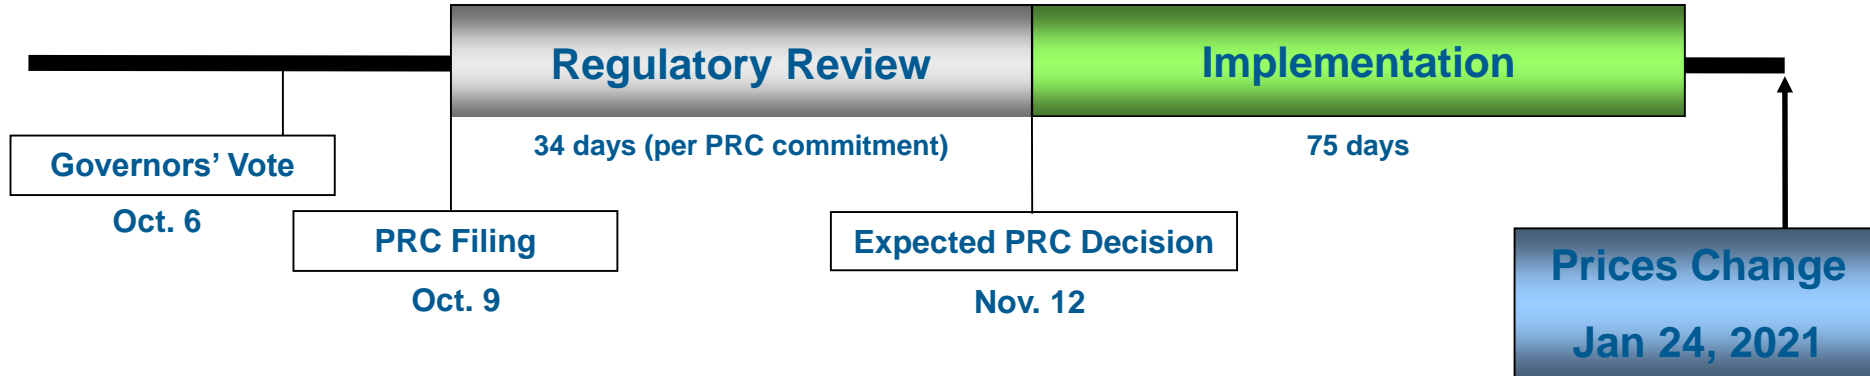 Regulatory Review
Implementation
34 days (per PRC commitment)
75 days
Governors’ Vote
Oct. 6
PRC Filing
Oct. 9
Expected PRC Decision
Nov. 12
Prices Change
Jan 24, 2021